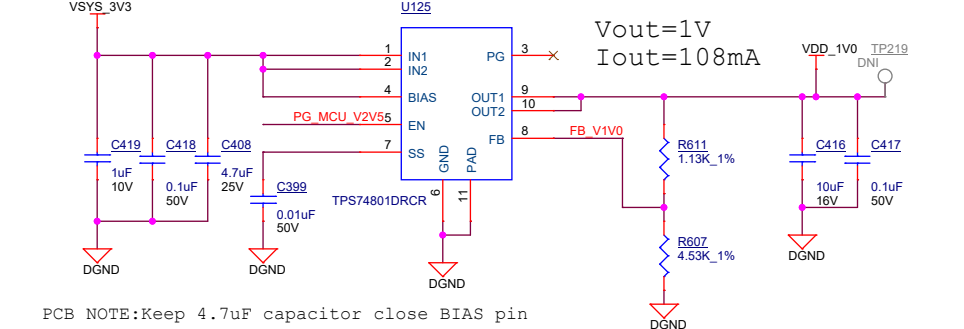 VSYS_3V3
U125
Vout=1V
Iout=108mA
VDD_1V0
TP219
DNI
1
IN1
2
IN2
PG
3
4
BIAS
OUT1
9
OUT2
10
PG_MCU_V2V5
5
EN
FB
8
FB_V1V0
7
SS
GND
PAD
6
11
TPS74801DRCR
C419
1uF
10V
C418
0.1uF
50V
C408
4.7uF
25V
C399
0.01uF
50V
R611
1.13K_1%
R607
4.53K_1%
C416
10uF
16V
C417
0.1uF
50V
DGND
DGND
DGND
DGND
DGND
PCB NOTE:Keep 4.7uF capacitor close BIAS pin